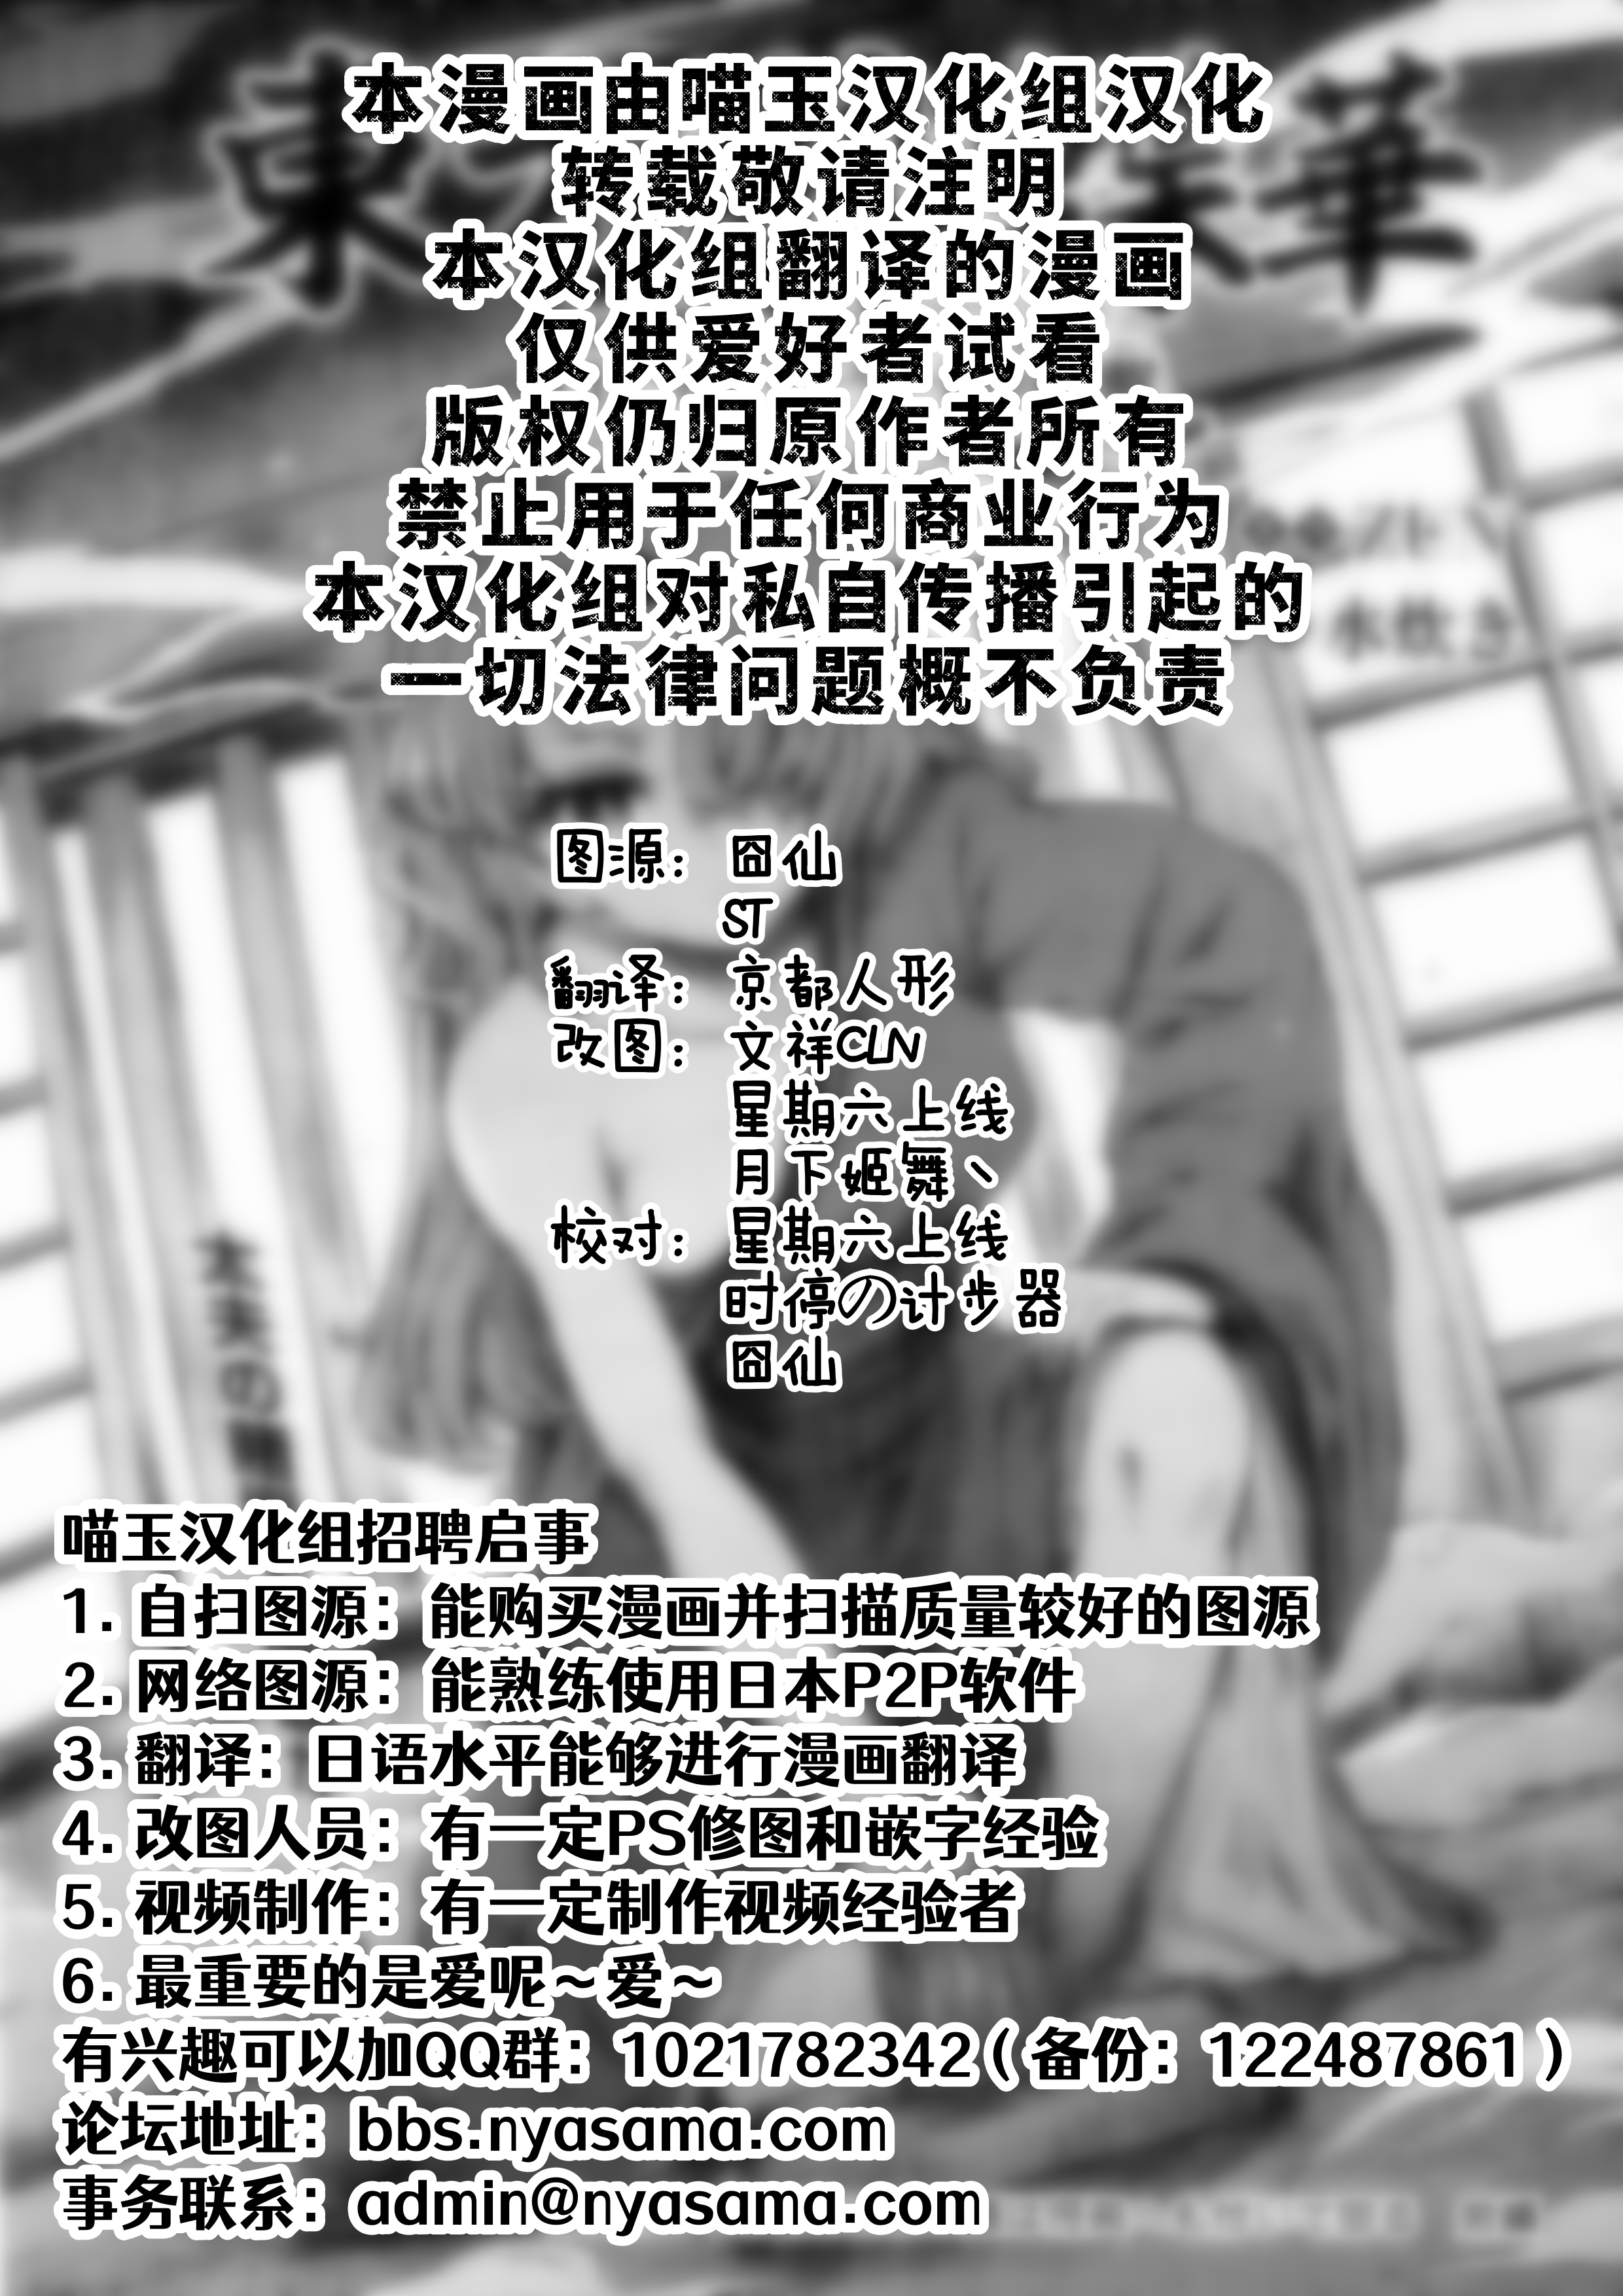 本漫画由喵玉汉化组汉化
转载敬请注明
本汉化组翻译的漫画
仅供爱好者试看
版权仍归原作者所有
禁止用于任何商业行为
本汉化组对私自传播引起的
一切法律问题概不负责
東 華
水炊き
图源： 囧仙
ST
翻译： 京都人形
改图： 文祥CLN
星期六上线
月下姬舞丶
校对： 星期六上线
时停の计步器
囧仙
喵玉汉化组招聘启事
1. 自扫图源：能购买漫画并扫描质量较好的图源
2. 网络图源：能熟练使用日本P2P软件
3. 翻译：日语水平能够进行漫画翻译
4. 改图人员：有一定PS修图和嵌字经验
5. 视频制作：有一定制作视频经验者
6. 最重要的是爱呢～爱～
有兴趣可以加QQ群：1021782342（备份：122487861）
论坛地址：bbs.nyasama.com
事务联系：admin@nyasama.com